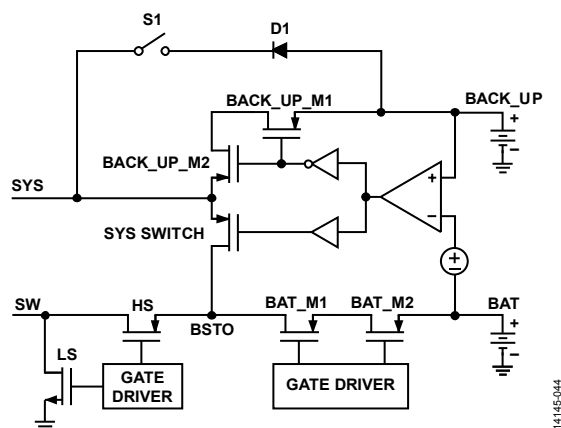 S1
D1
BACK_UP_M1
BACK_UP
+
–
BACK_UP_M2
SYS
+
–
SYS SWITCH
+
–
SW
HS
BSTO
BAT_M1
BAT_M2
BAT
+
–
LS
GATE
DRIVER
GATE DRIVER
14145-044